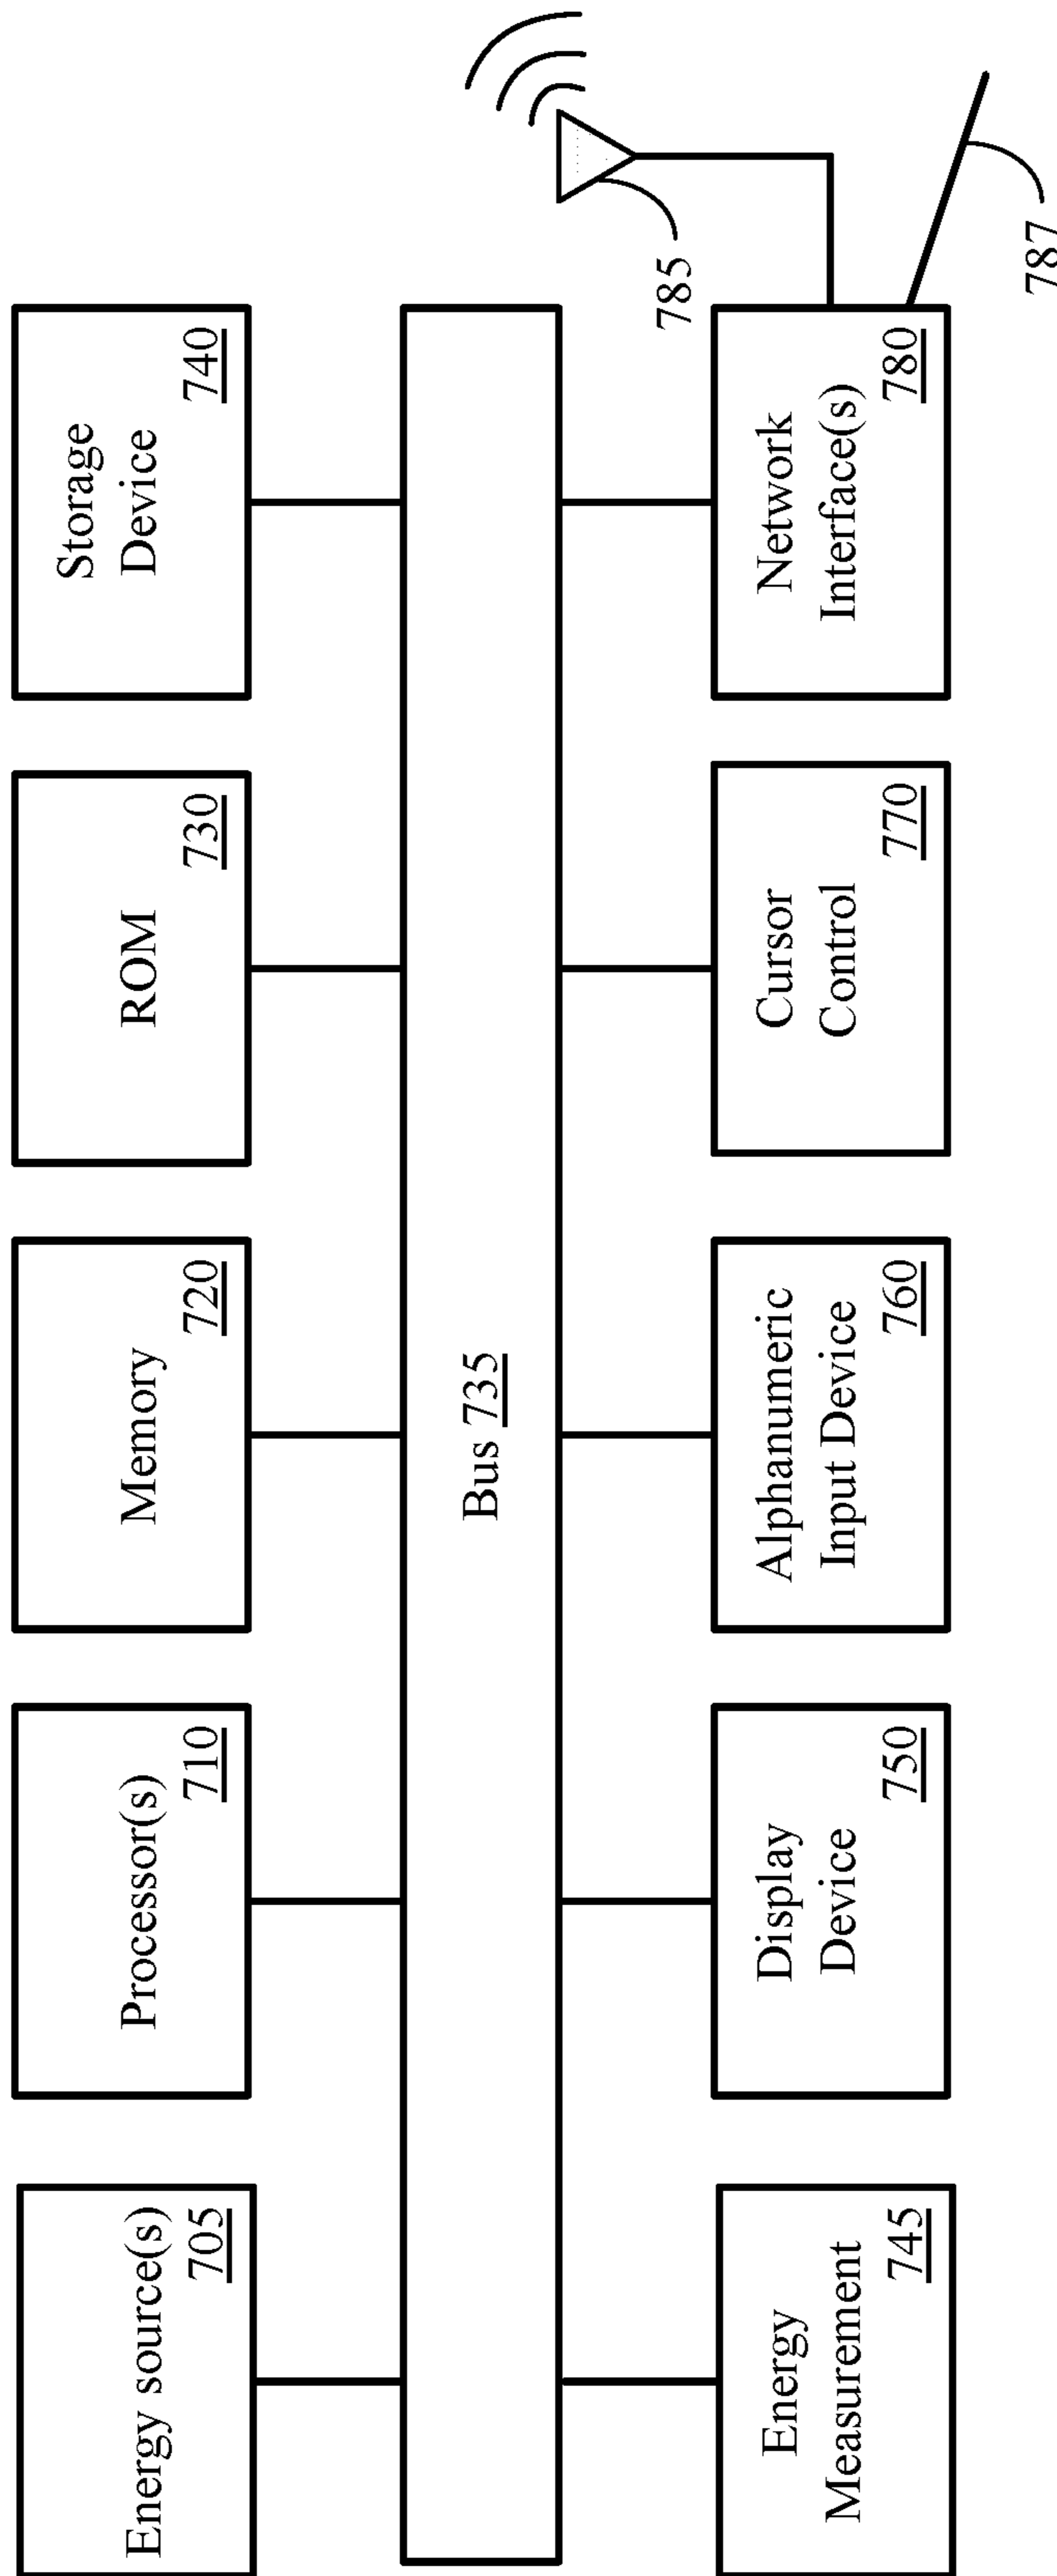 Energy source(s)
705
Processor(s)
710
Memory
720
ROM
730
Storage
Device
740
Bus 735
Energy
Measurement
745
Display
Device
750
Alphanumeric
Input Device
760
Cursor
Control
770
Network
Interface(s)
780
785
787